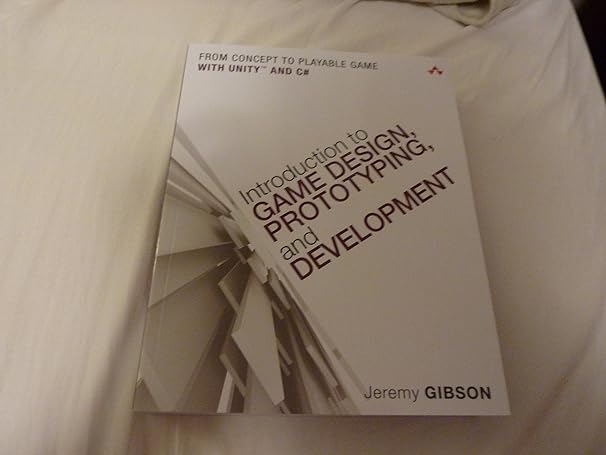 FROM CONCEPT TO PLAYABLE GAME
WITH UNITY™ AND C#
Introduction to
GAME DESIGN,
PROTOTYPING,
and
DEVELOPMENT
Jeremy GIBSON